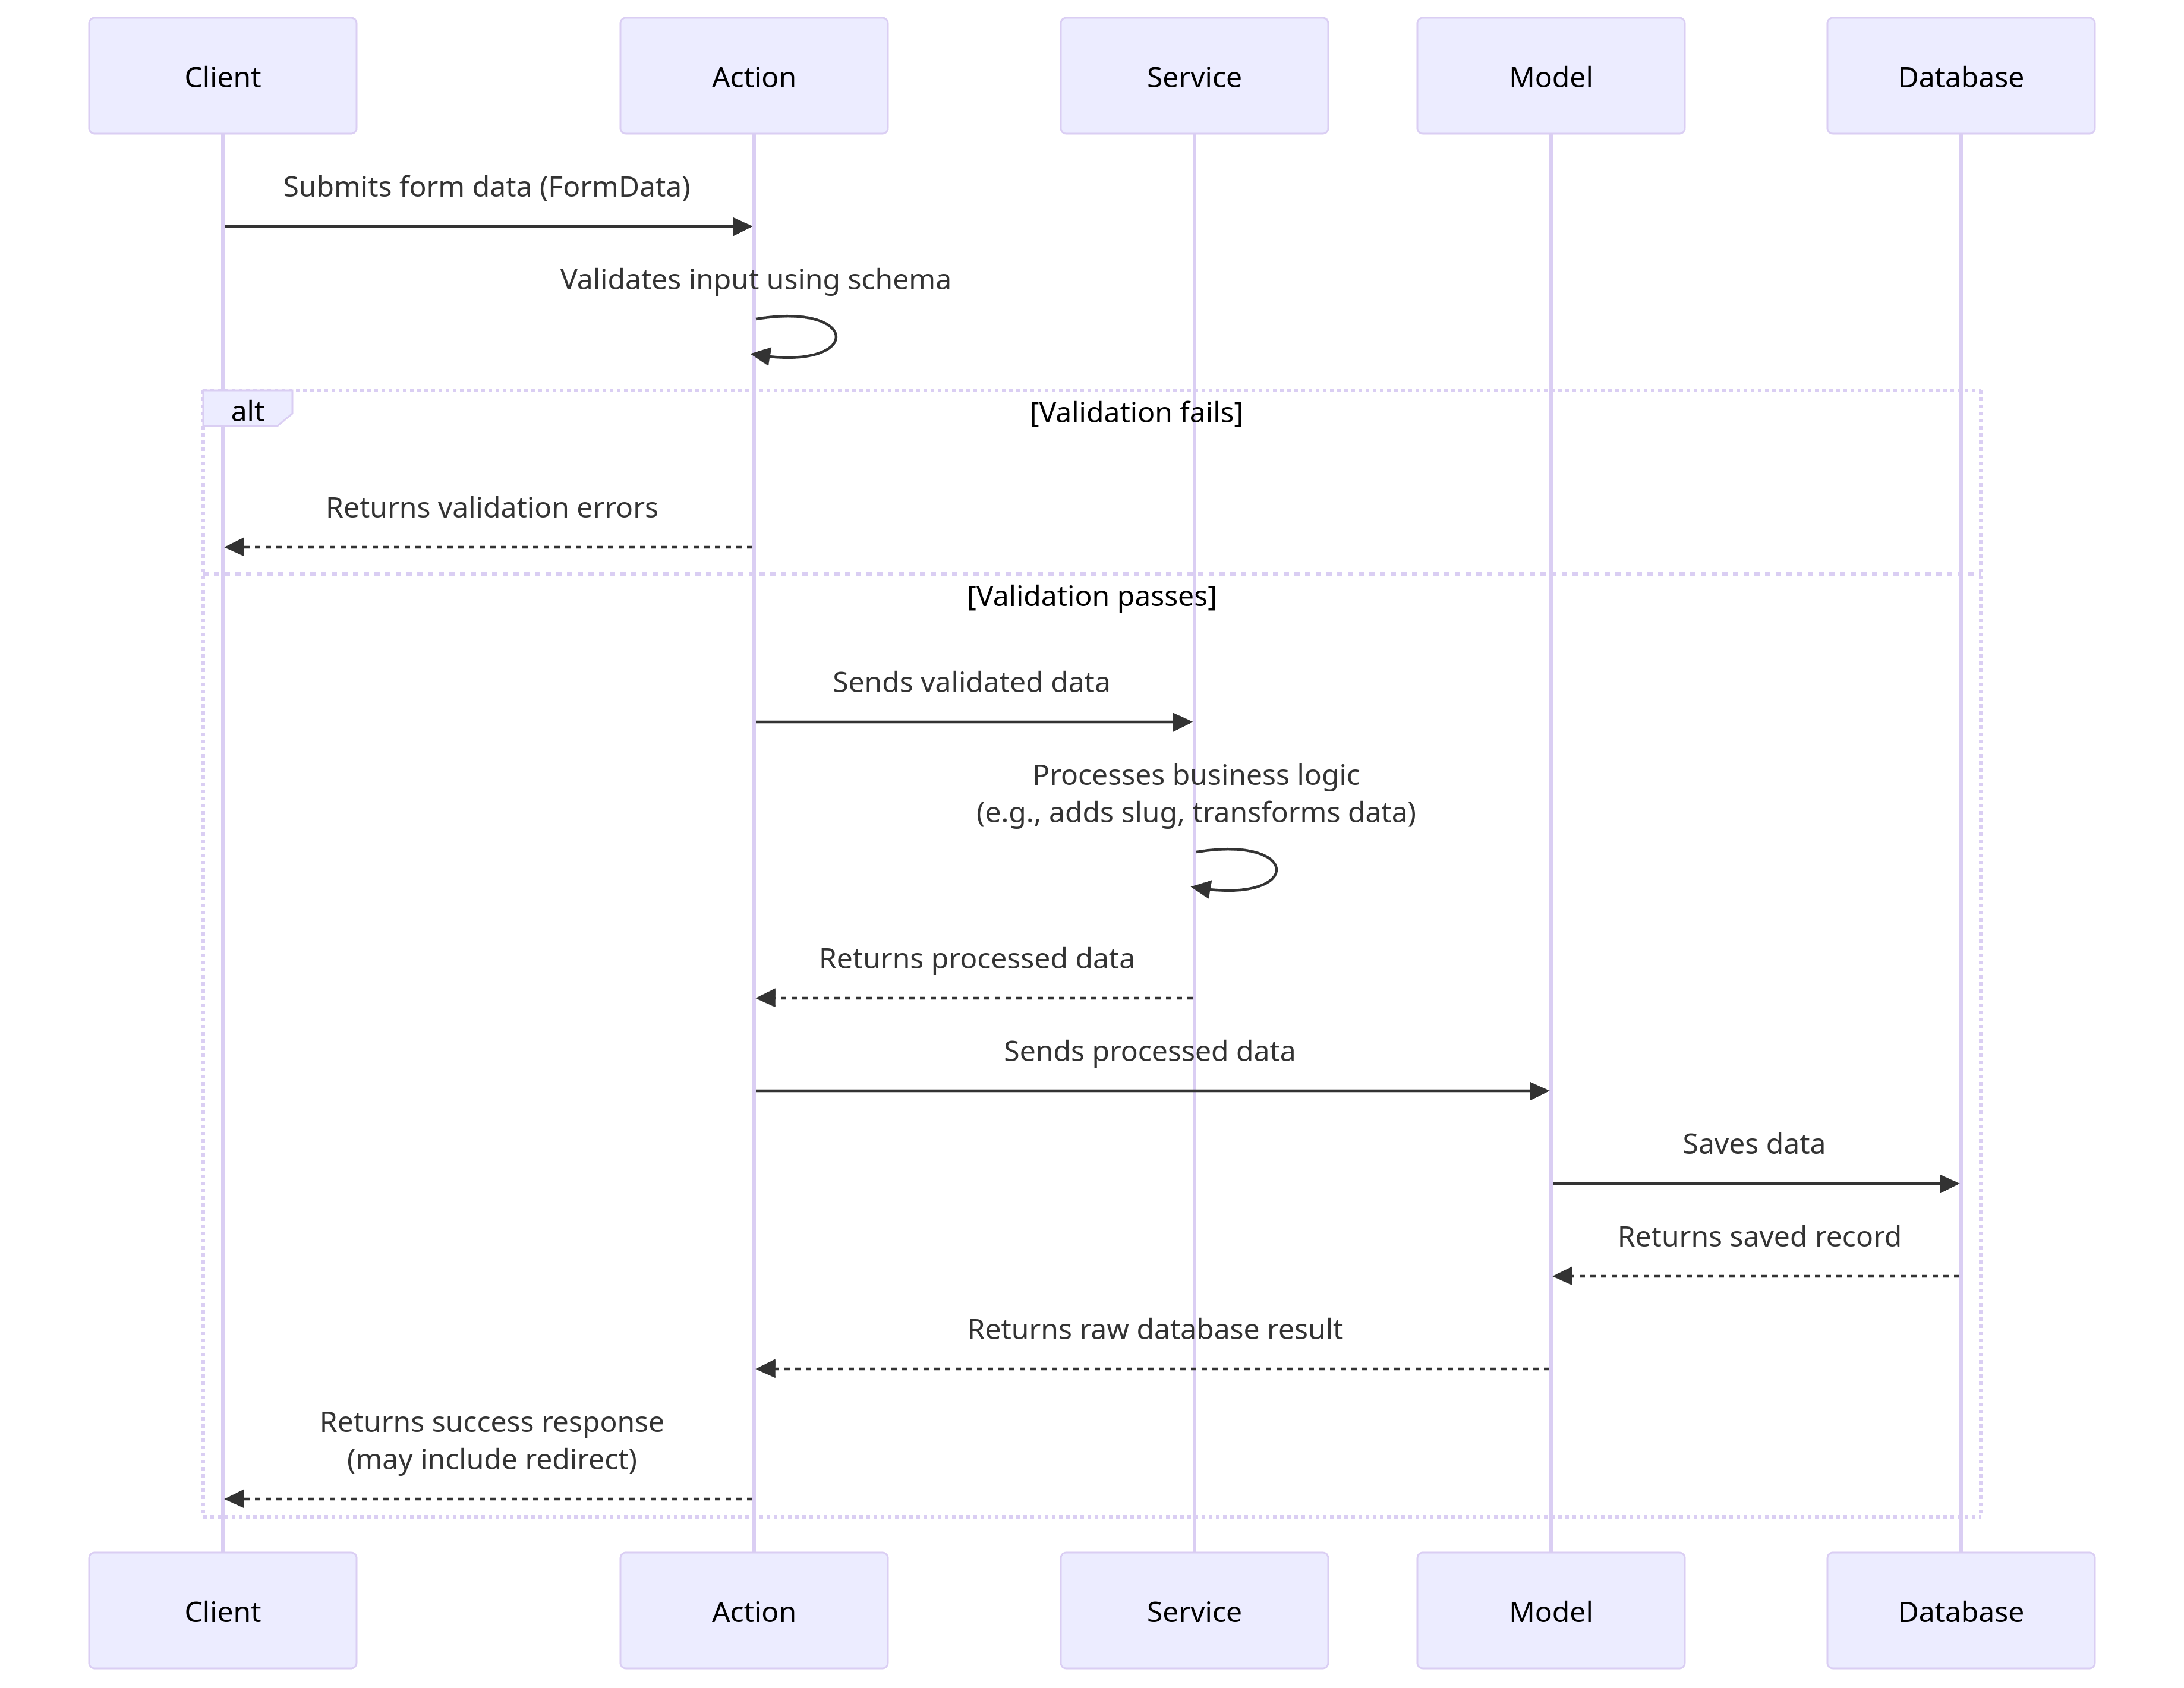 Client
Action
Service
Model
Database
Submits form data (FormData)
Validates input using schema
alt
[Validation fails]
Returns validation errors
[Validation passes]
Sends validated data
Processes business logic
(e.g., adds slug, transforms data)
Returns processed data
Sends processed data
Saves data
Returns saved record
Returns raw database result
Returns success response
(may include redirect)
Client
Action
Service
Model
Database